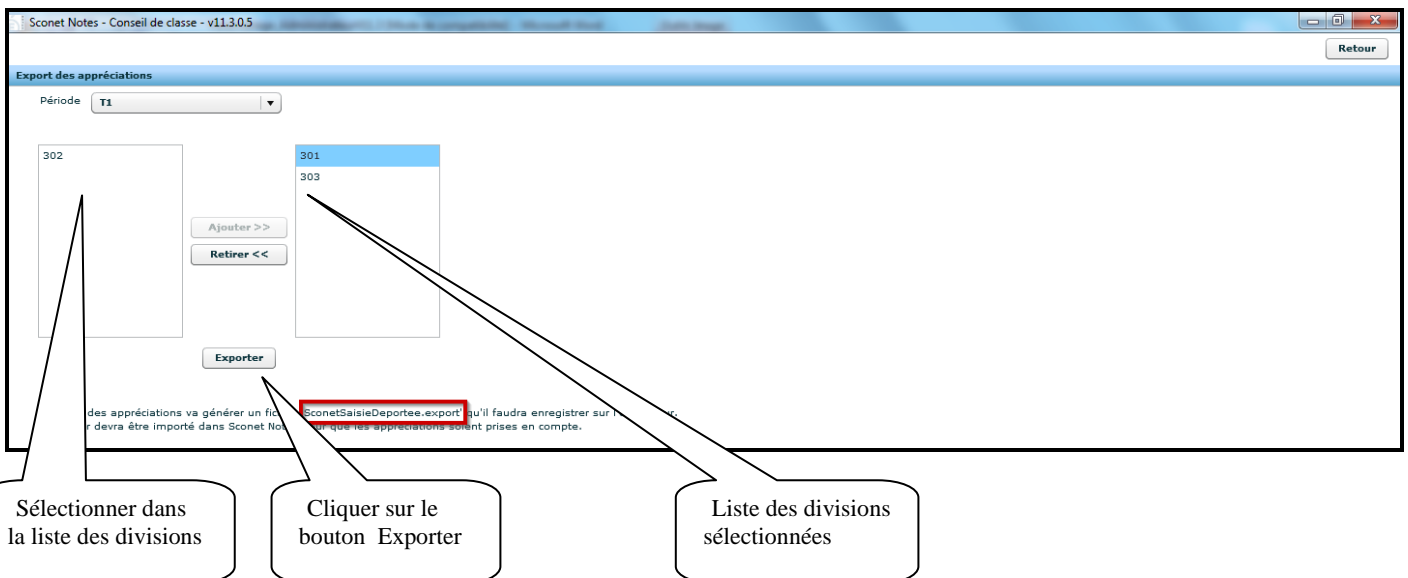 Sconet Notes - Conseil de classe - v11.3.0.5
Retour
Export des appréciations
Période T1
302
301
303
Ajouter >>
Retirer <<
Exporter
des appréciations va générer un fic SconetSaisieDeportee.export' qu'il faudra enregistrer sur l'
devra être importé dans Sconet que les appréciations soient prises en compte.
Sélectionner dans
la liste des divisions
Cliquer sur le
bouton Exporter
Liste des divisions
sélectionnées